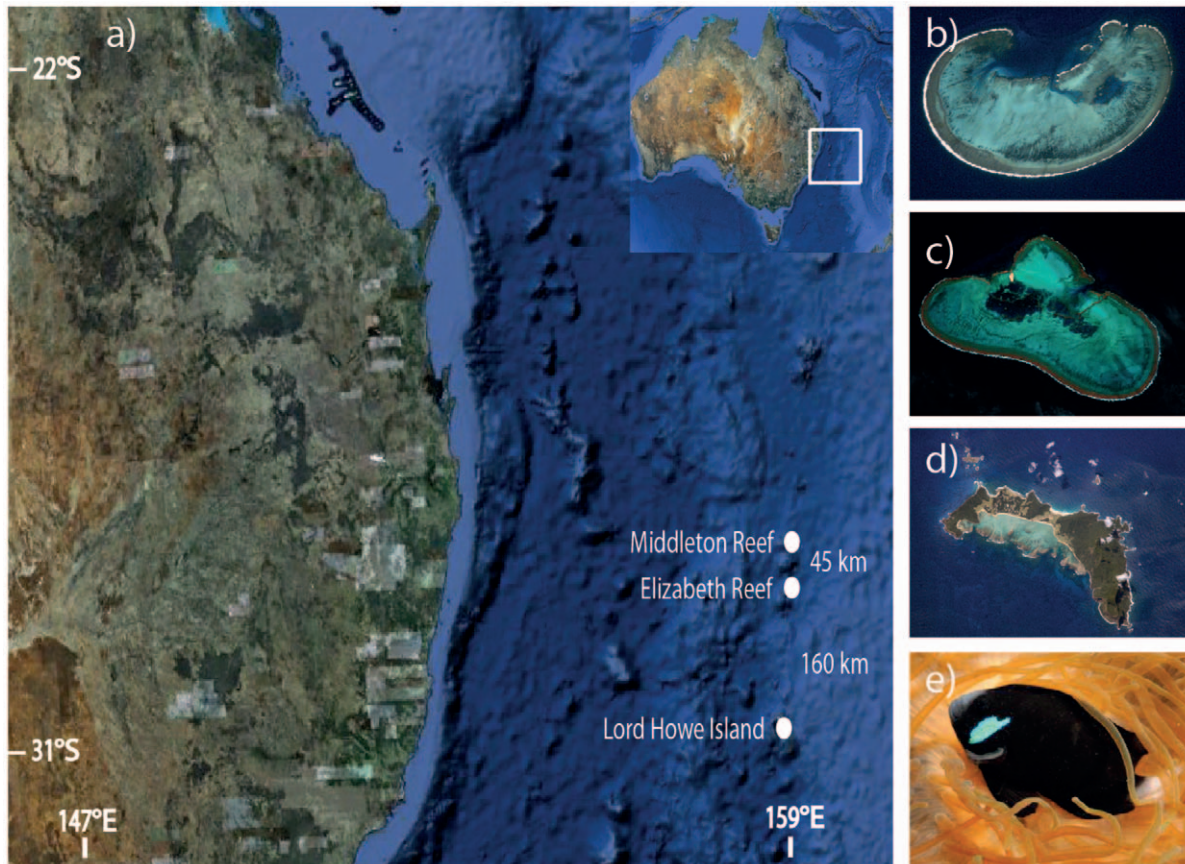 a)
22°S
Middleton Reef
45 km
Elizabeth Reef
160 km
Lord Howe Island
31°S
147°E
159°E
b)
c)
d)
e)